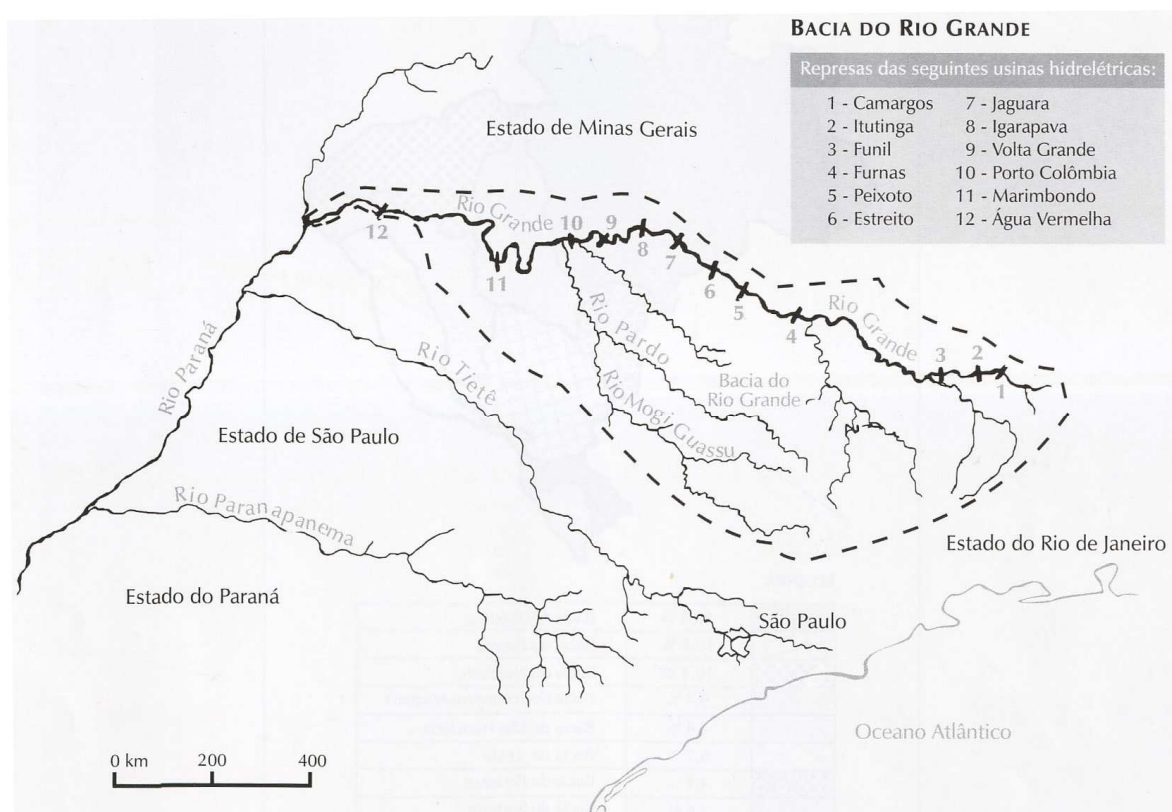 BACIA DO RIO GRANDE
Represas das seguintes usinas hidrelétricas:
1 - Camargos
2 - Itutinga
3 - Funil
4 - Furnas
5 - Peixoto
6 - Estreito
7 - Jaguara
8 - Igarapava
9 - Volta Grande
10 - Porto Colômbia
11 - Marimbondo
12 - Água Vermelha
Estado de Minas Gerais
Rio Grande
12
11
10
9
8
7
6
5
4
Rio Grande
3
2
1
Rio Pardo
Bacia do
Rio Grande
Rio Mogi Guassu
Rio Tietê
Rio Paraná
Estado de São Paulo
Rio Paranapanema
Estado do Paraná
Estado do Rio de Janeiro
São Paulo
Oceano Atlântico
0 km 200 400